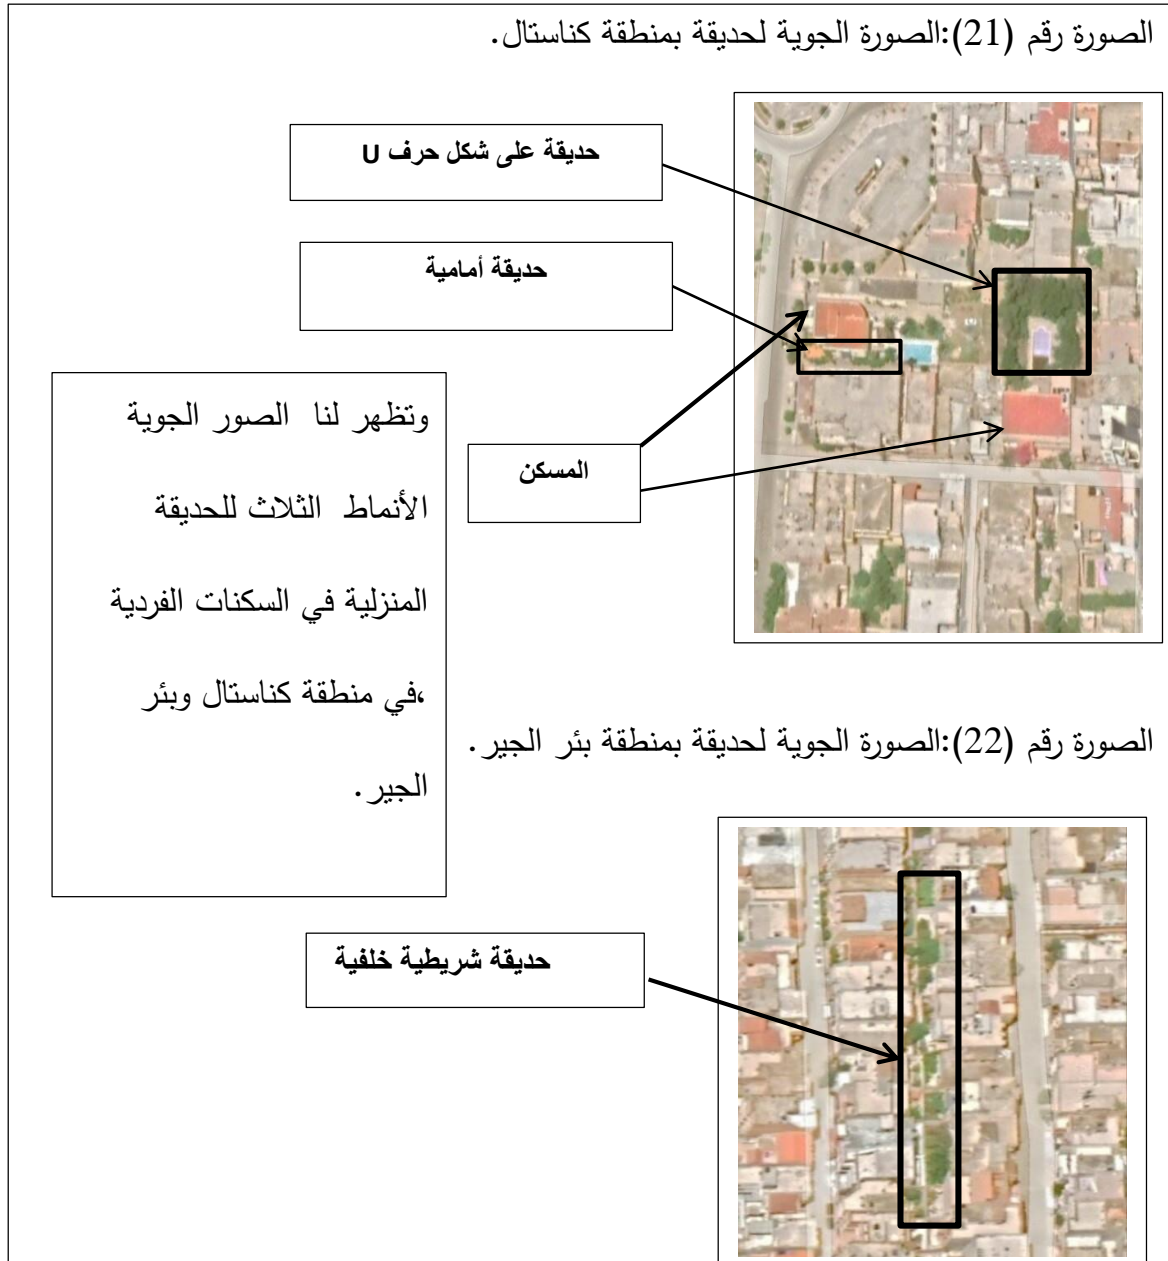 الصورة رقم (21):الصورة الجوية لحديقة بمنطقة كناستال.
حديقة على شكل حرف U
حديقة أمامية
المسكن
وتظهر لنا الصور الجوية
الأنماط الثلاث للحديقة
المنزلية في السكنات الفردية
،في منطقة كناستال وبئر
الجير.
الصورة رقم (22):الصورة الجوية لحديقة بمنطقة بئر الجير.
حديقة شريطية خلفية